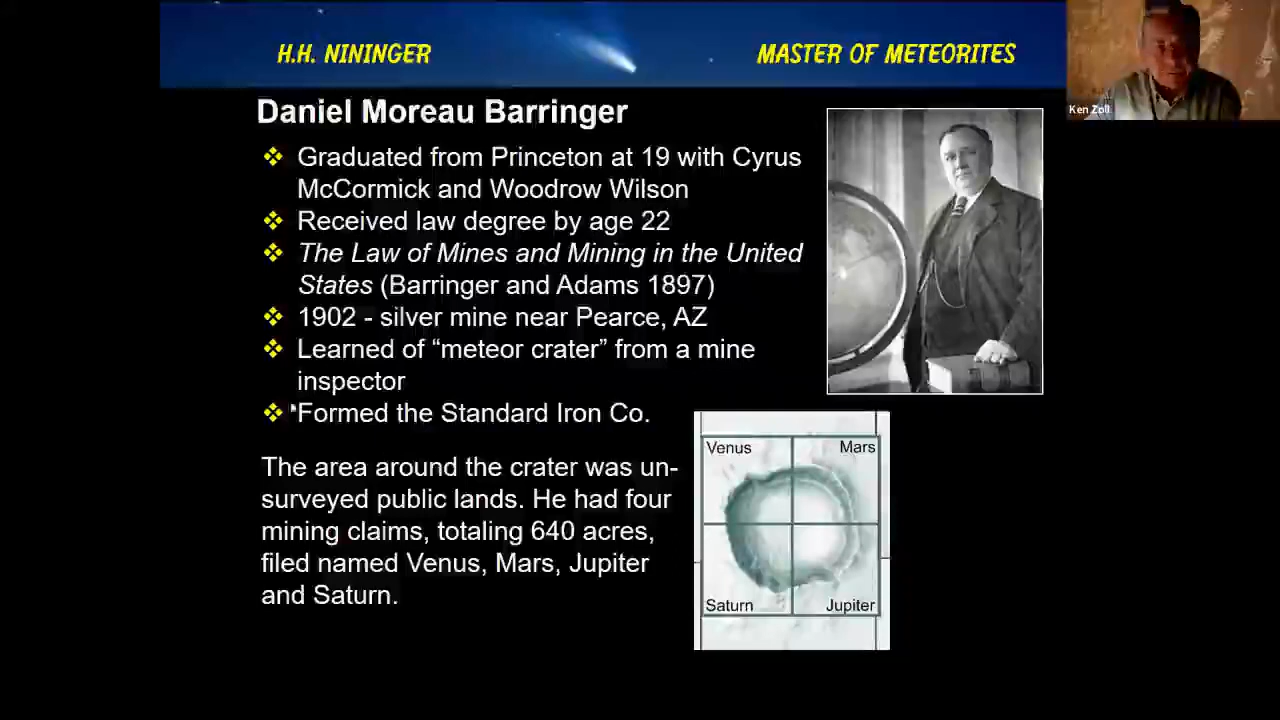 H.H. NININGER
MASTER OF METEORITES
Ken Zoll
Daniel Moreau Barringer
❖ Graduated from Princeton at 19 with Cyrus
McCormick and Woodrow Wilson
❖ Received law degree by age 22
❖ The Law of Mines and Mining in the United
States (Barringer and Adams 1897)
❖ 1902 - silver mine near Pearce, AZ
❖ Learned of “meteor crater” from a mine
inspector
❖ Formed the Standard Iron Co.
The area around the crater was un-
surveyed public lands. He had four
mining claims, totaling 640 acres,
filed named Venus, Mars, Jupiter
and Saturn.
Venus
Mars
Saturn
Jupiter